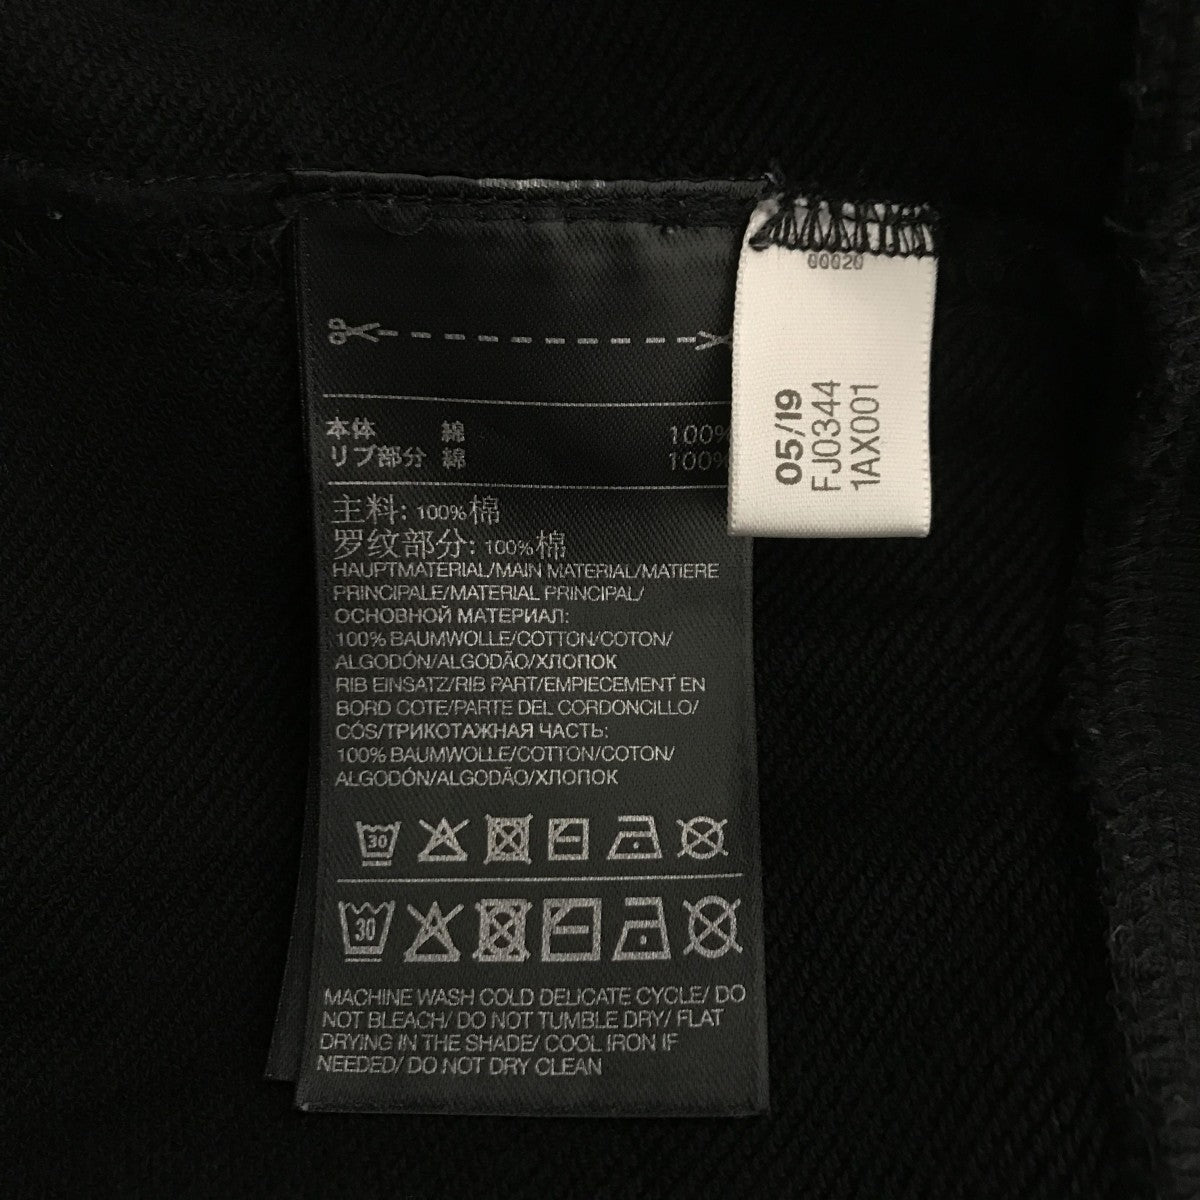 本体 綿 100%
リブ部分 綿 100%
主料: 100%棉
罗纹部分: 100%棉
HAUPTMATERIAL/MAIN MATERIAL/MATIERE
PRINCIPALE/MATERIAL PRINCIPAL/
ОСНОВНОЙ МАТЕРИАЛ:
100% BAUMWOLLE/COTTON/COTON/
ALGODÓN/ALGODÃO/ХЛОПОК
RIB EINSATZ/RIB PART/EMPIECEMENT EN
BORD COTE/PARTE DEL CORDONCILLO/
CÓS/ТРИКОТАЖНАЯ ЧАСТЬ:
100% BAUMWOLLE/COTTON/COTON/
ALGODÓN/ALGODÃO/ХЛОПОК
30
30
MACHINE WASH COLD DELICATE CYCLE/ DO
NOT BLEACH/ DO NOT TUMBLE DRY/ FLAT
DRYING IN THE SHADE/ COOL IRON IF
NEEDED/ DO NOT DRY CLEAN
00020
05/19
FJ0344
1AX001